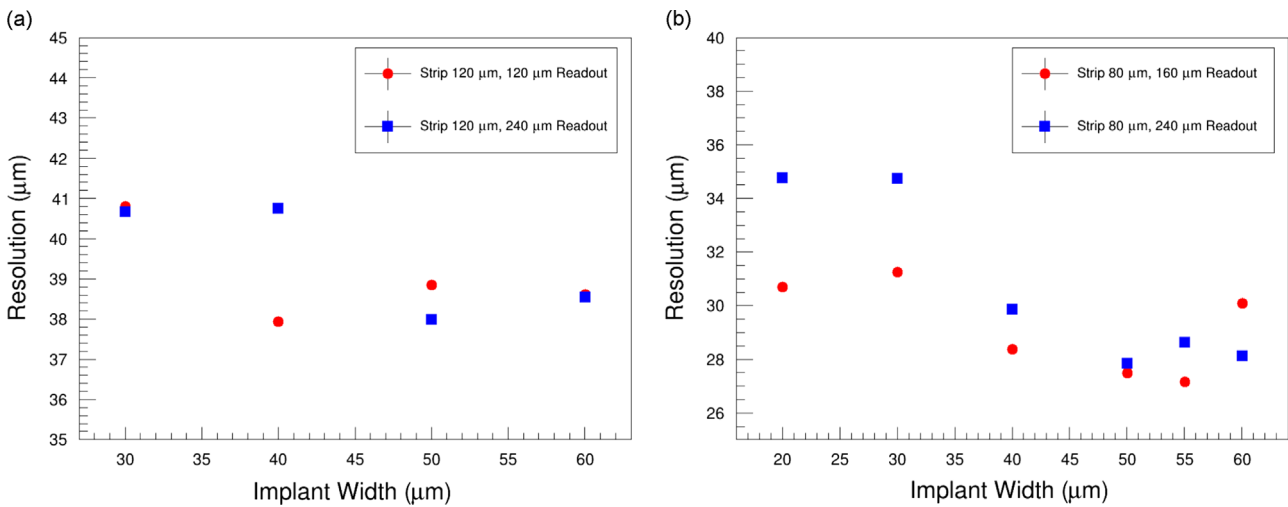 (a)
45
44
43
42
41
40
39
38
37
36
35
Resolution (μm)
Strip 120 μm, 120 μm Readout
Strip 120 μm, 240 μm Readout
30 35 40 45 50 55 60
Implant Width (μm)
(b)
40
38
36
34
32
30
28
26
Resolution (μm)
Strip 80 μm, 160 μm Readout
Strip 80 μm, 240 μm Readout
20 25 30 35 40 45 50 55 60
Implant Width (μm)